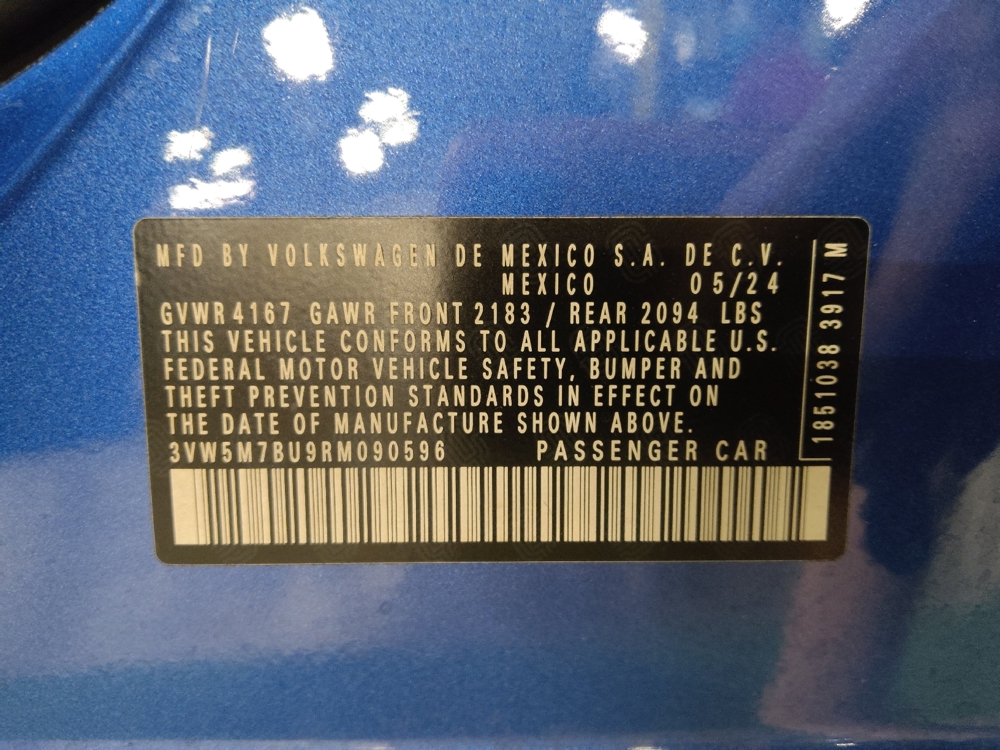 MFD BY VOLKSWAGEN DE MEXICO S.A. DE C.V.
MEXICO 05/24
GVWR 4167 GAWR FRONT 2183 / REAR 2094 LBS
THIS VEHICLE CONFORMS TO ALL APPLICABLE U.S.
FEDERAL MOTOR VEHICLE SAFETY, BUMPER AND
THEFT PREVENTION STANDARDS IN EFFECT ON
THE DATE OF MANUFACTURE SHOWN ABOVE.
3VW5M7BU9RM090596 PASSENGER CAR
1851038 3917 M